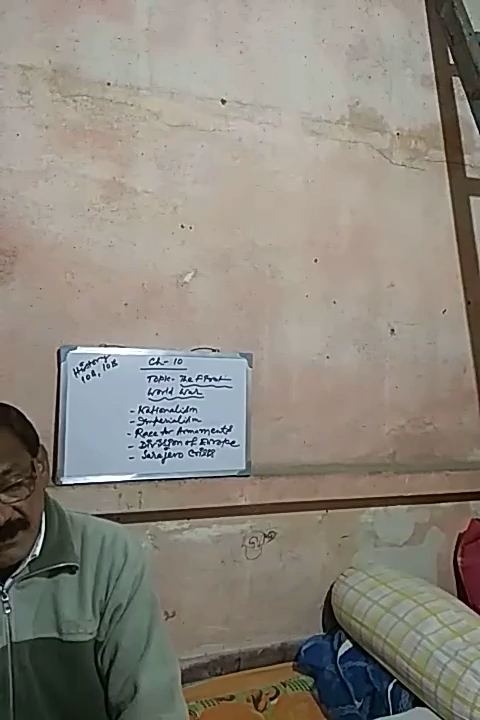 History
10A, 10B
Ch- 10
Topic- The First
World War
- Nationalism
- Imperialism
- Race for Armaments
- Division of Europe
- Sarajevo Crisis